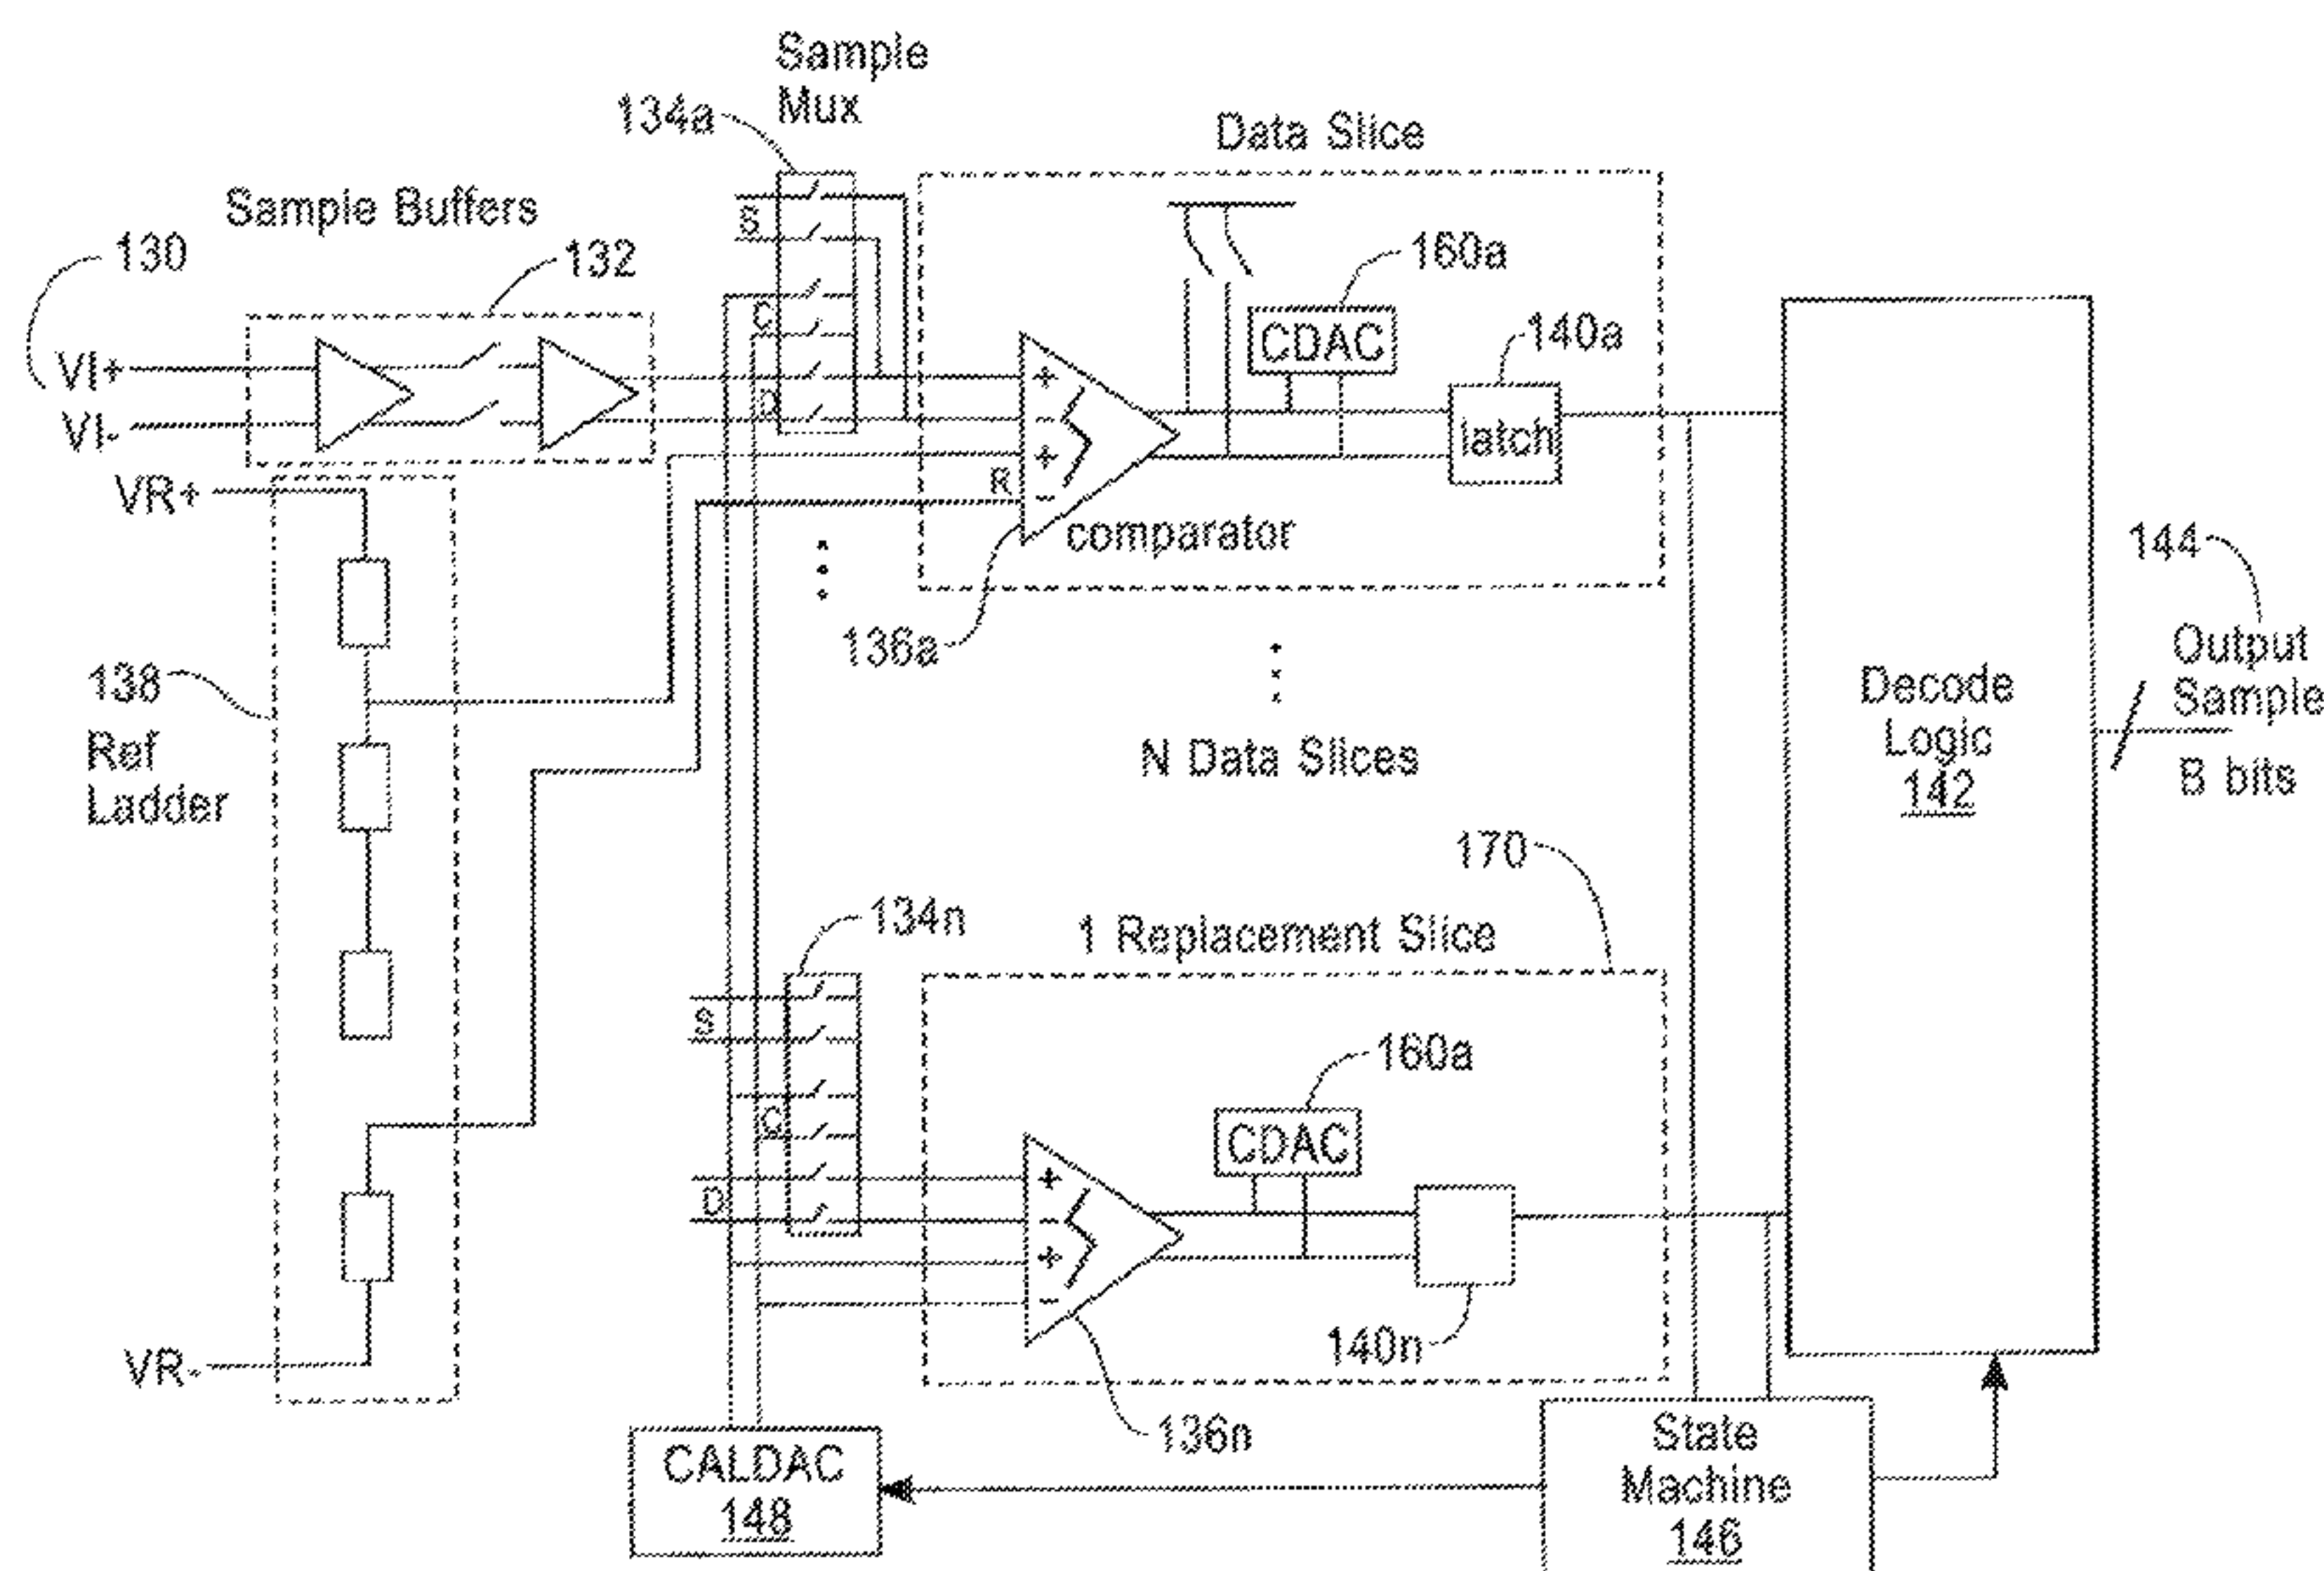 Sample
Mux
134a
Data Slice
Sample Buffers
130
132
S
160a
C
CDAC
140a
VI+
D
+
latch
VI-
-
+
VR+
R
-
comparator
144
136a
Output
Sample
B bits
138
Ref
Ladder
Decode
Logic
142
N Data Slices
170
134n
1 Replacement Slice
S
160a
C
CDAC
D
+
-
+
-
140n
VR-
136n
CALDAC
148
State
Machine
146